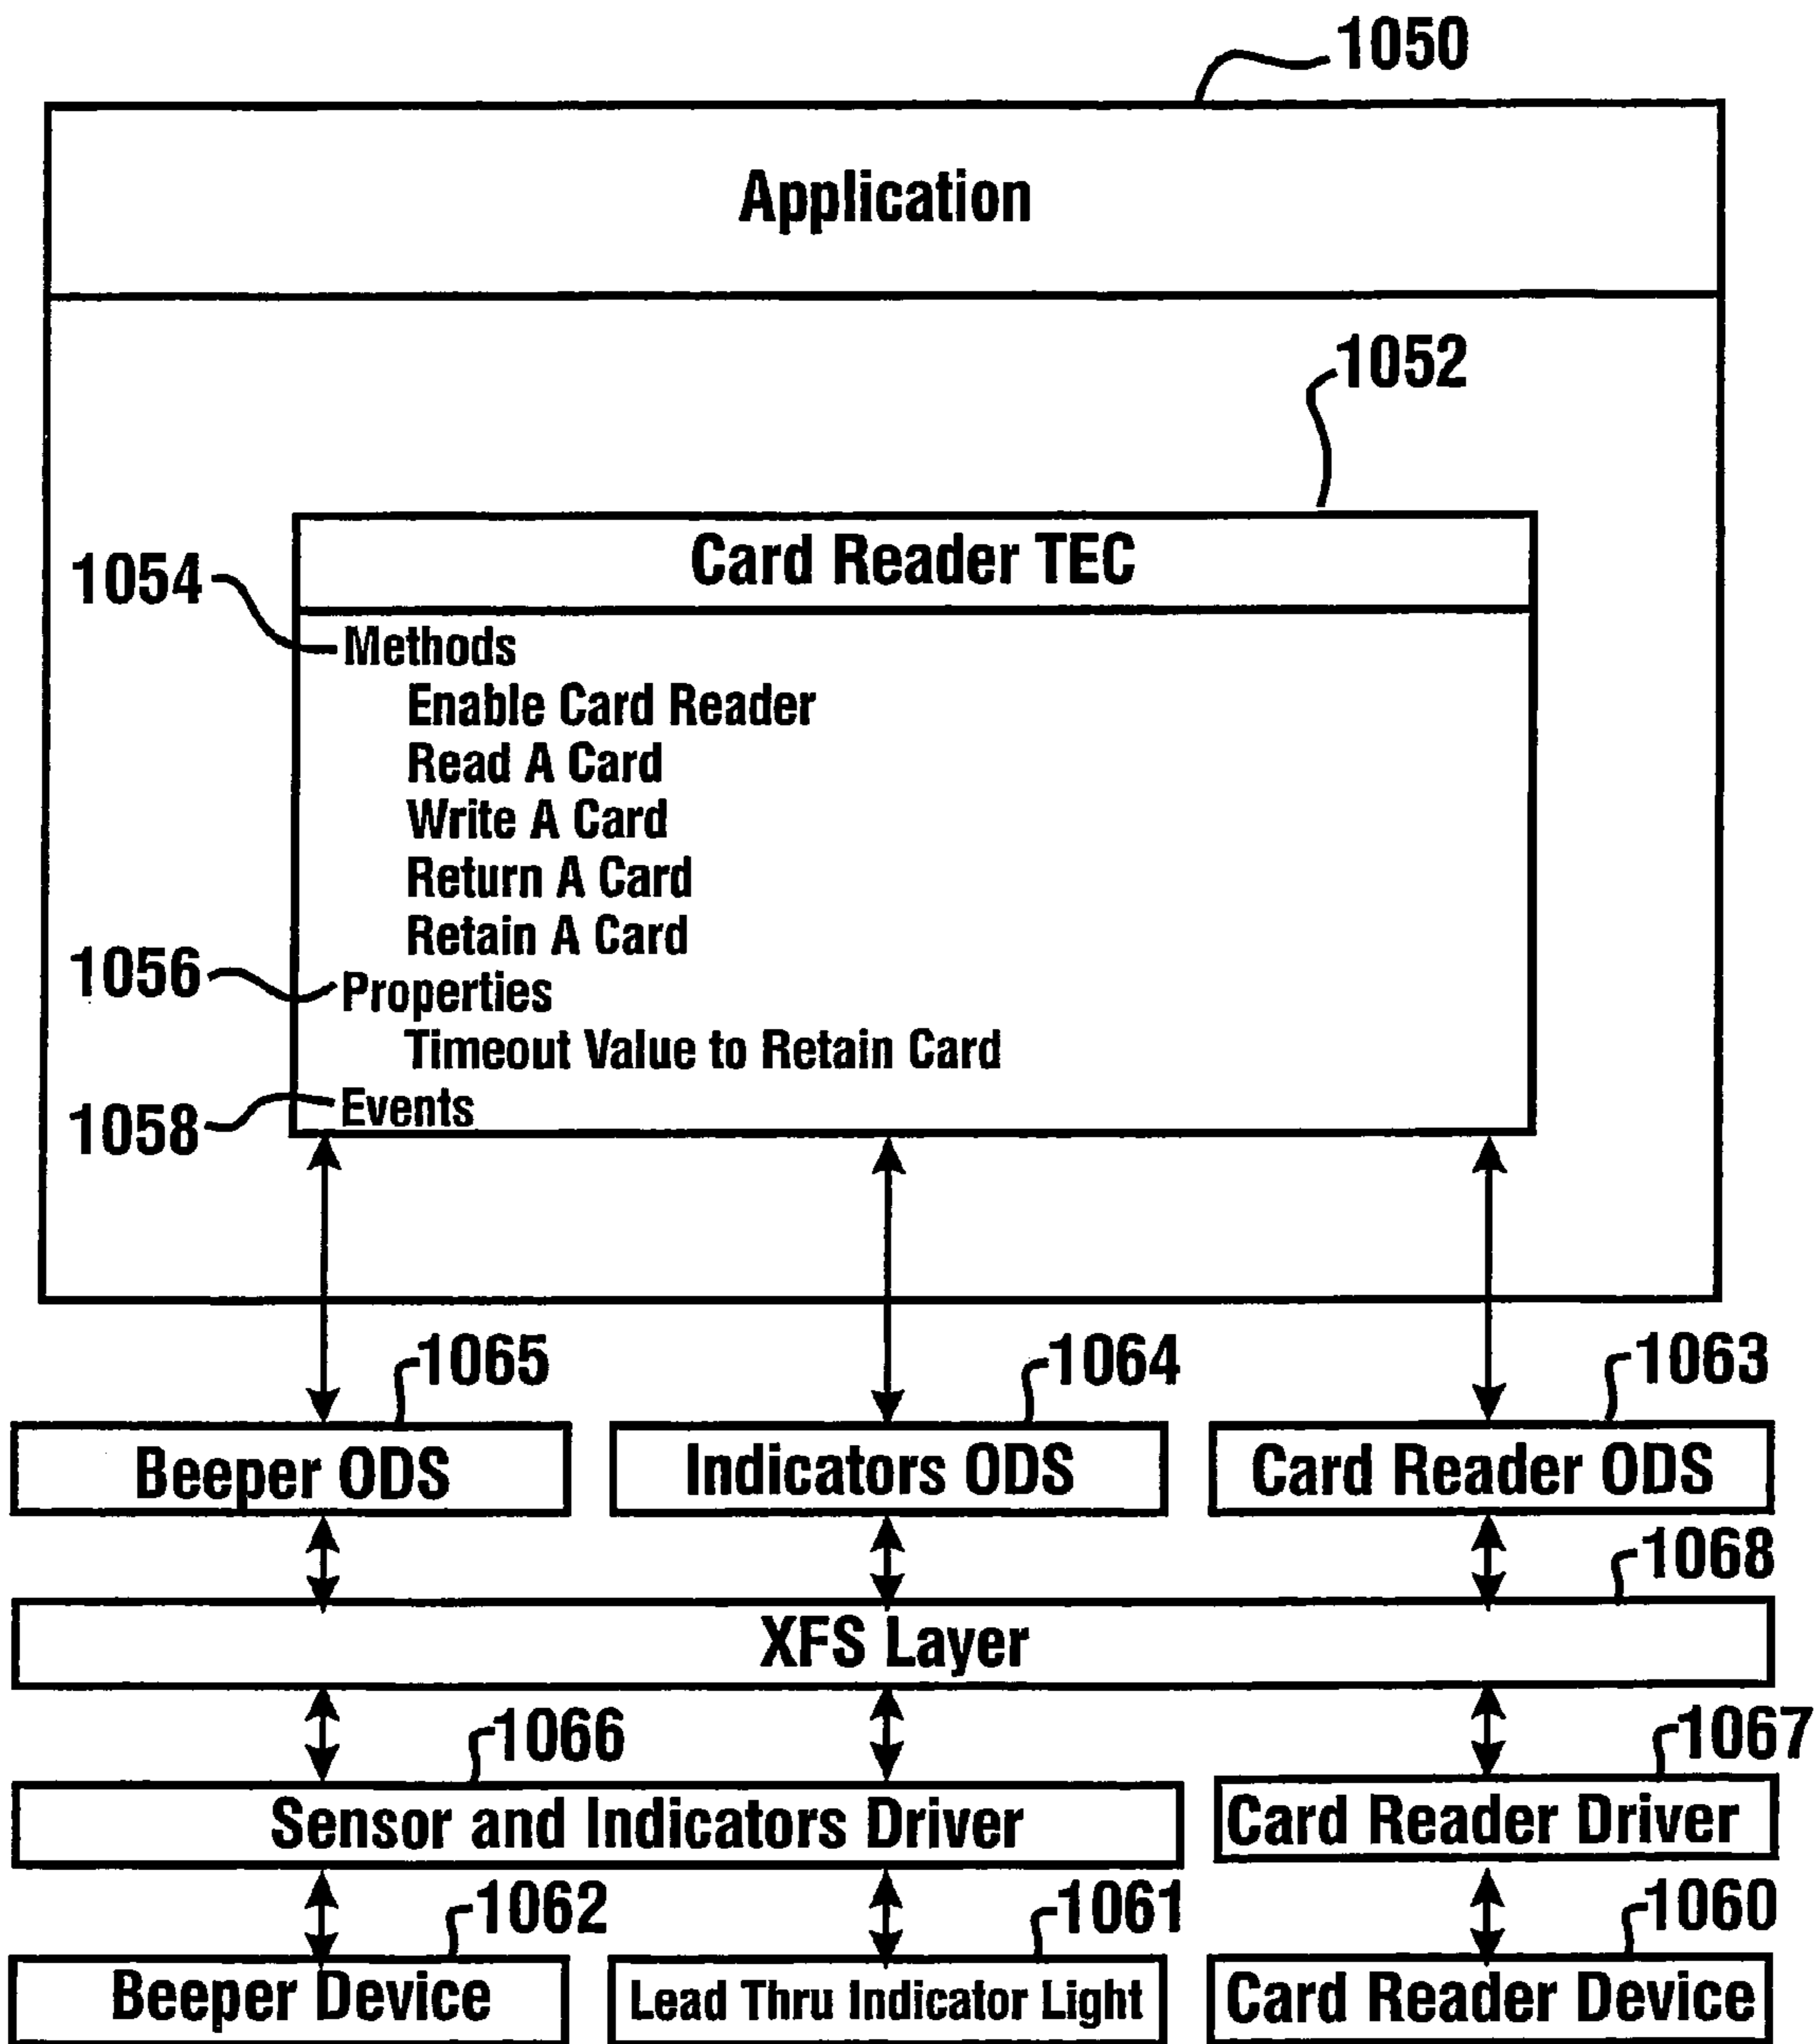 1050
Application
1052
Card Reader TEC
1054
Methods
Enable Card Reader
Read A Card
Write A Card
Return A Card
Retain A Card
1056
Properties
Timeout Value to Retain Card
1058
Events
1065
1064
1063
Beeper ODS
Indicators ODS
Card Reader ODS
1068
XFS Layer
1066
1067
Sensor and Indicators Driver
Card Reader Driver
1062
1061
1060
Beeper Device
Lead Thru Indicator Light
Card Reader Device